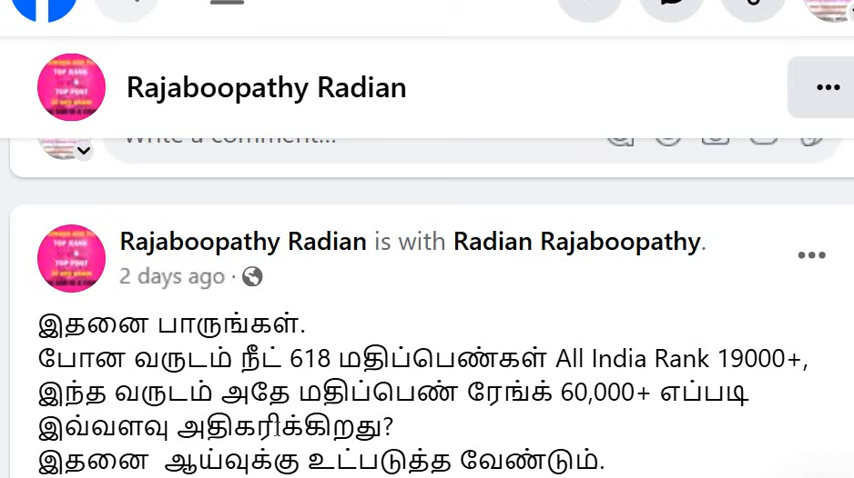 Rajaboopathy Radian
Write a comment...
Rajaboopathy Radian is with Radian Rajaboopathy.
2 days ago ·
இதனை பாருங்கள்.
போன வருடம் நீட் 618 மதிப்பெண்கள் All India Rank 19000+,
இந்த வருடம் அதே மதிப்பெண் ரேங்க் 60,000+ எப்படி
இவ்வளவு அதிகரிக்கிறது?
இதனை ஆய்வுக்கு உட்படுத்த வேண்டும்.